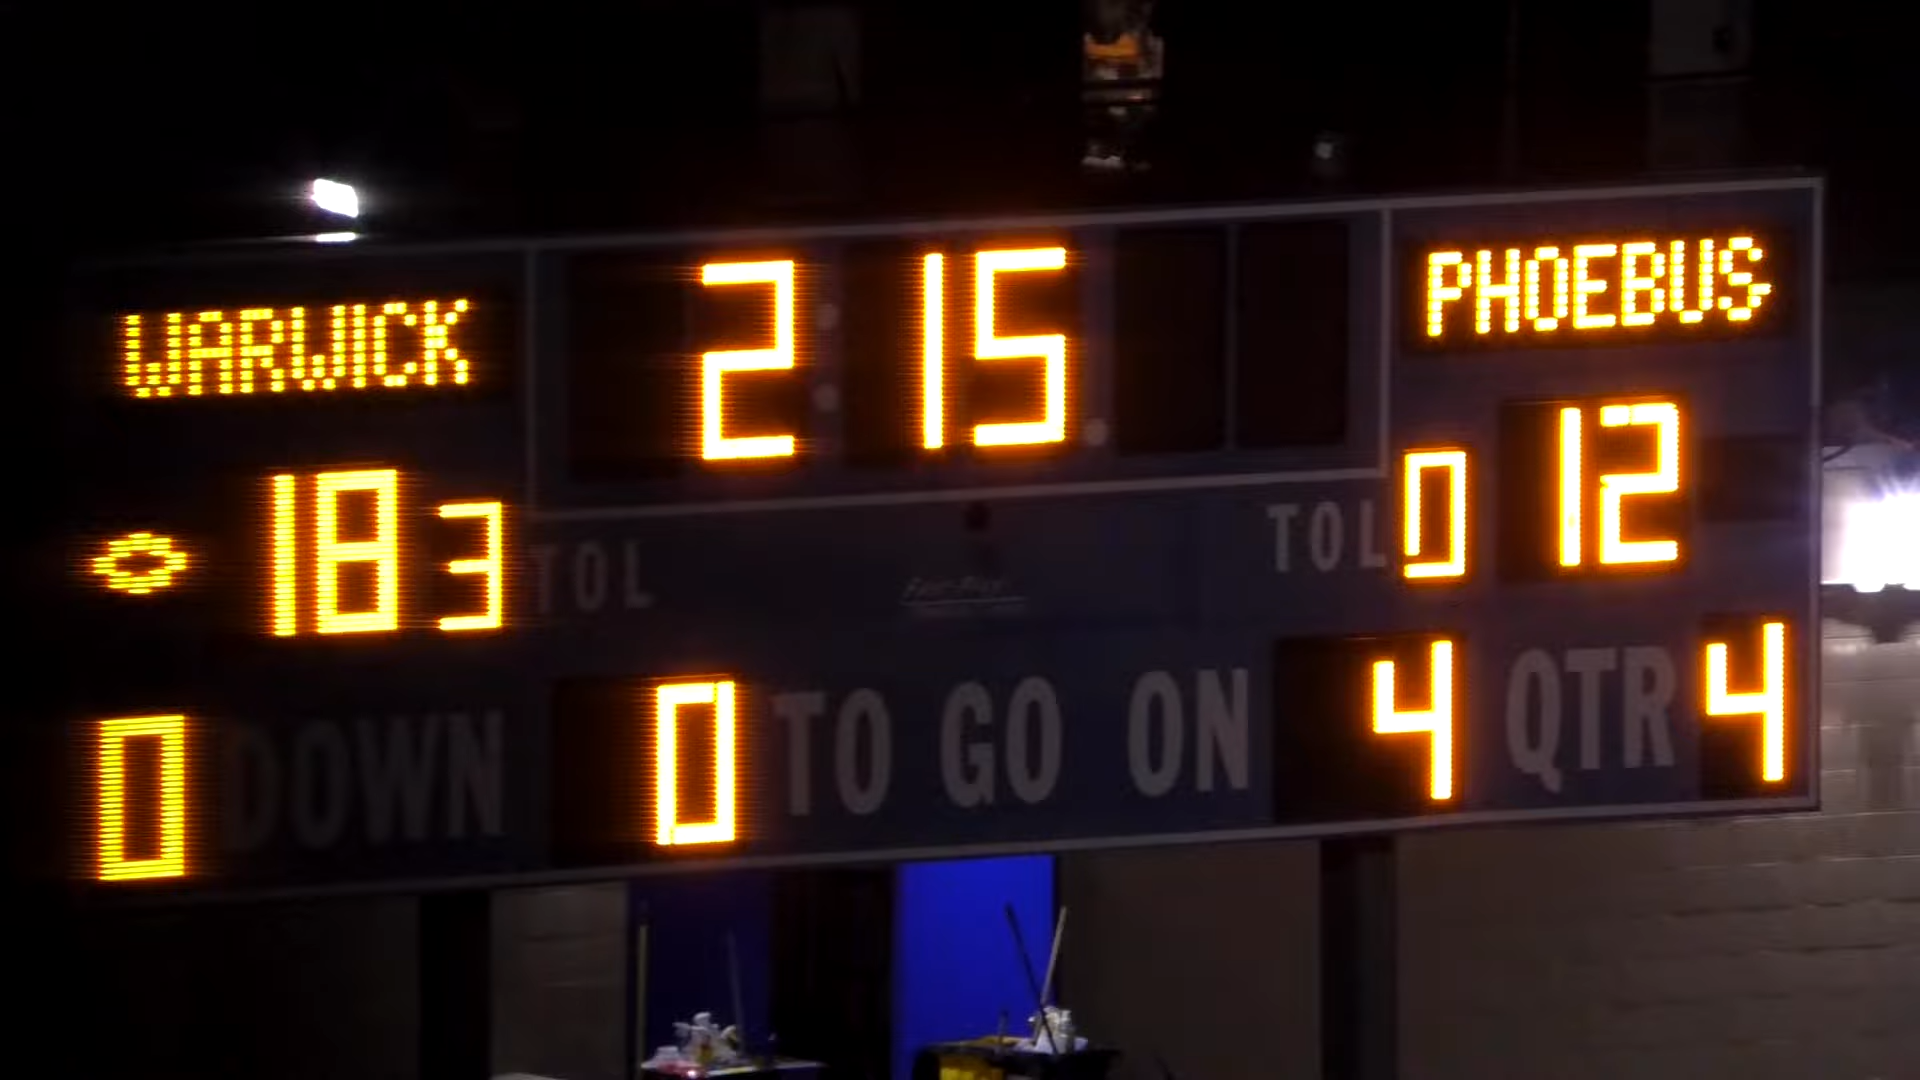 WARWICK 2 15 PHOEBUS
18 3 TOL TOL 0 12
0 DOWN 0 TO GO ON 4 QTR 4